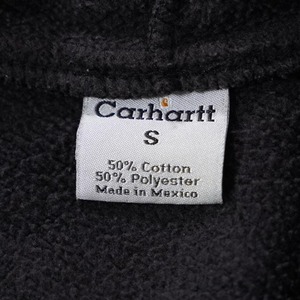 Carhartt
S
50% Cotton
50% Polyester
Made in Mexico